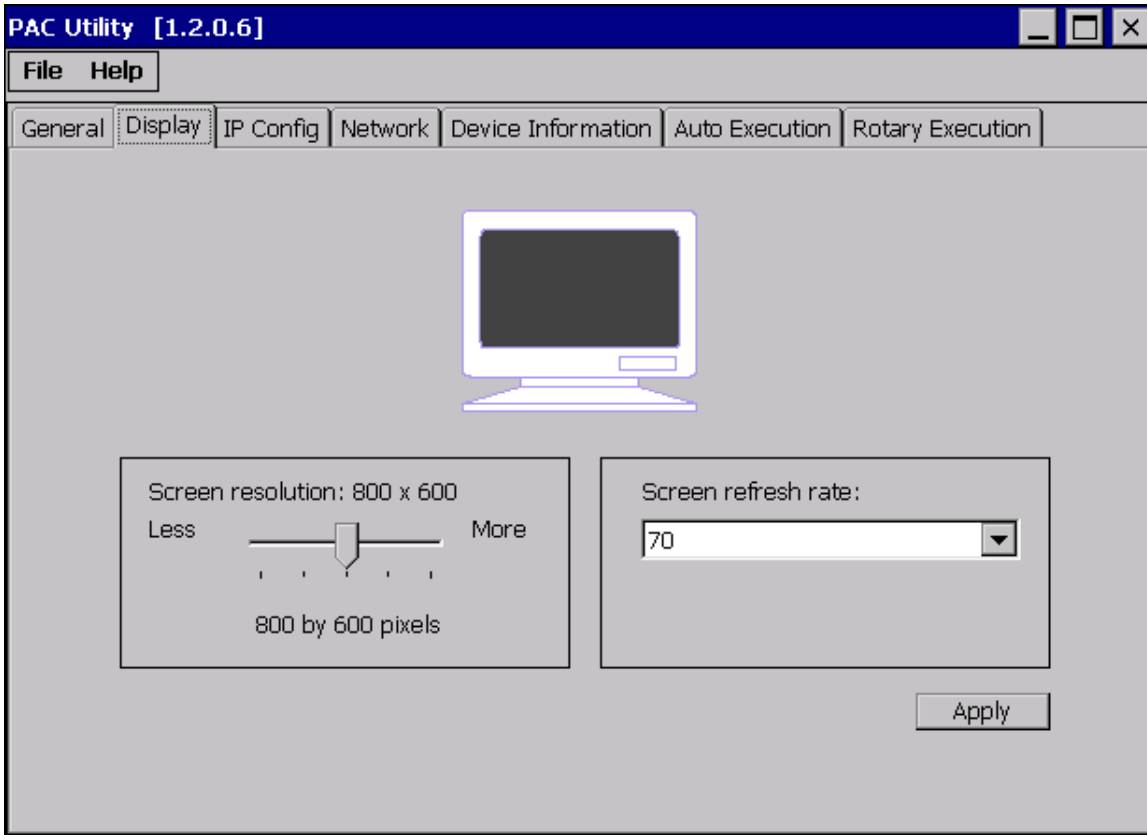 PAC Utility [1.2.0.6]
File Help
General Display IP Config Network Device Information Auto Execution Rotary Execution
Screen resolution: 800 x 600
Less More
800 by 600 pixels
Screen refresh rate:
70
Apply